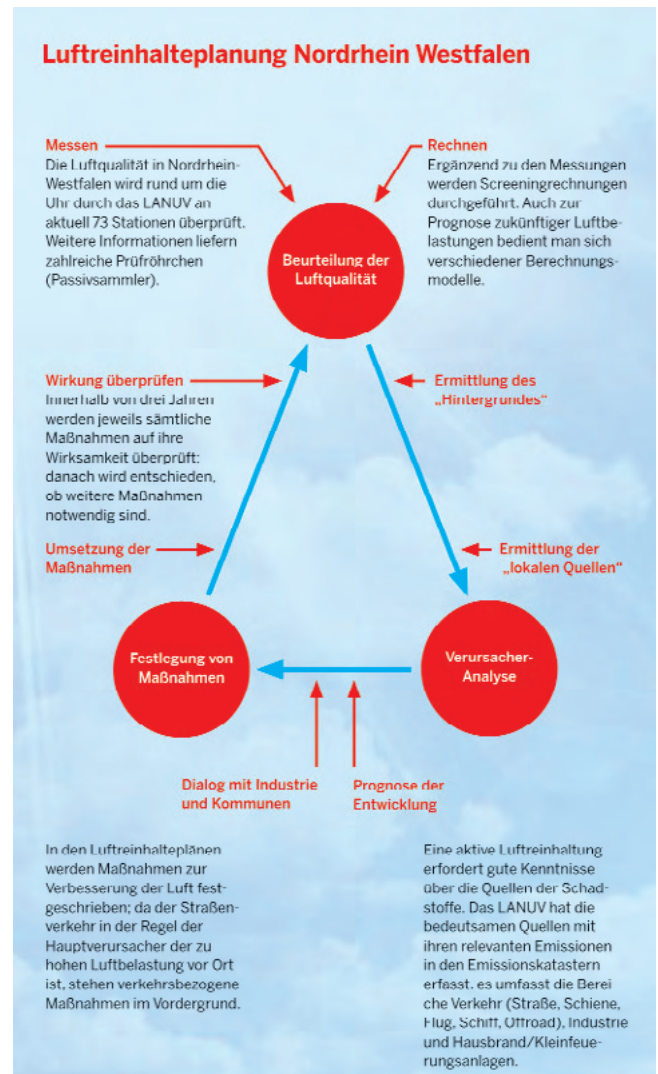 Luftreinhalteplanung Nordrhein Westfalen
Messen
Die Luftqualität in Nordrhein-
Westfalen wird rund um die
Uhr durch das LANUV an
aktuell 73 Stationen überprüft.
Weitere Informationen liefern
zahlreiche Prüfröhrchen
(Passivsammler).
Rechnen
Ergänzend zu den Messungen
werden Screeningrechnungen
durchgeführt. Auch zur
Prognose zukünftiger Luftbe-
lastungen bedient man sich
verschiedener Berechnungs-
modelle.
Beurteilung der
Luftqualität
Wirkung überprüfen
Innerhalb von drei Jahren
werden jeweils sämtliche
Maßnahmen auf ihre
Wirksamkeit überprüft;
danach wird entschieden,
ob weitere Maßnahmen
notwendig sind.
Ermittlung des
„Hintergrundes“
Umsetzung der
Maßnahmen
Ermittlung der
„lokalen Quellen“
Festlegung von
Maßnahmen
Verursacher-
Analyse
Dialog mit Industrie
und Kommunen
Prognose der
Entwicklung
In den Luftreinhalteplänen
werden Maßnahmen zur
Verbesserung der Luft fest-
geschrieben; da der Straßen-
verkehr in der Regel der
Hauptverursacher der zu
hohen Luftbelastung vor Ort
ist, stehen verkehrsbezogene
Maßnahmen im Vordergrund.
Eine aktive Luftreinhaltung
erfordert gute Kenntnisse
über die Quellen der Schad-
stoffe. Das LANUV hat die
bedeutsamen Quellen mit
ihren relevanten Emissionen
in den Emissionskatastern
erfasst. es umfasst die Berei
che Verkehr (Straße, Schiene,
Flug, Schiff, Offroad), Industrie
und Hausbrand/Kleinfeue-
rungsanlagen.